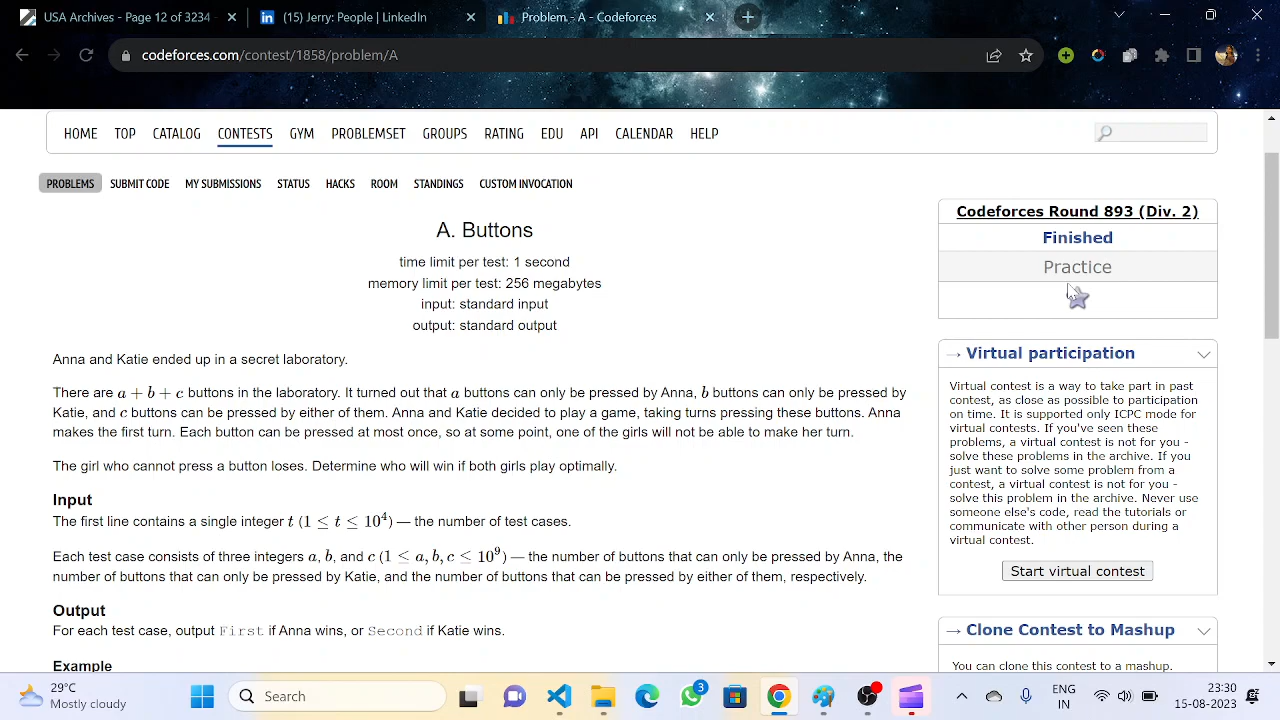 USA Archives - Page 12 of 3234
(15) Jerry: People | LinkedIn
Problem - A - Codeforces
codeforces.com/contest/1858/problem/A
HOME TOP CATALOG CONTESTS GYM PROBLEMSET GROUPS RATING EDU API CALENDAR HELP
PROBLEMS SUBMIT CODE MY SUBMISSIONS STATUS HACKS ROOM STANDINGS CUSTOM INVOCATION
A. Buttons
time limit per test: 1 second
memory limit per test: 256 megabytes
input: standard input
output: standard output
Anna and Katie ended up in a secret laboratory.
There are a + b + c buttons in the laboratory. It turned out that a buttons can only be pressed by Anna, b buttons can only be pressed by
Katie, and c buttons can be pressed by either of them. Anna and Katie decided to play a game, taking turns pressing these buttons. Anna
makes the first turn. Each button can be pressed at most once, so at some point, one of the girls will not be able to make her turn.
The girl who cannot press a button loses. Determine who will win if both girls play optimally.
Input
The first line contains a single integer t (1 ≤ t ≤ 10⁴) — the number of test cases.
Each test case consists of three integers a, b, and c (1 ≤ a, b, c ≤ 10⁹) — the number of buttons that can only be pressed by Anna, the
number of buttons that can only be pressed by Katie, and the number of buttons that can be pressed by either of them, respectively.
Output
For each test case, output First if Anna wins, or Second if Katie wins.
Example
Codeforces Round 893 (Div. 2)
Finished
Practice
→ Virtual participation
Virtual contest is a way to take part in past
contest, as close as possible to participation
on time. It is supported only ICPC mode for
virtual contests. If you've seen these
problems, a virtual contest is not for you -
solve these problems in the archive. If you
just want to solve some problem from a
contest, a virtual contest is not for you -
solve this problem in the archive. Never use
someone else's code, read the tutorials or
communicate with other person during a
virtual contest.
Start virtual contest
→ Clone Contest to Mashup
You can clone this contest to a mashup.
29°C
Mostly cloudy
Search
3
ENG
IN
23:30
15-08-2023